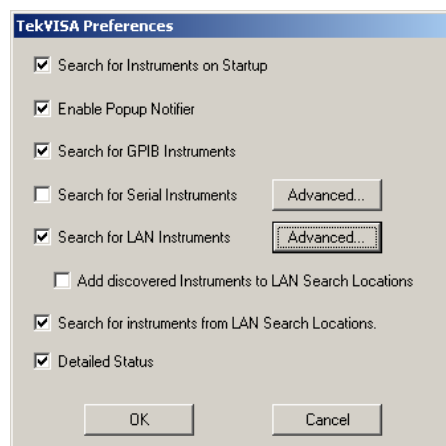 TekVISA Preferences
Search for Instruments on Startup
Enable Popup Notifier
Search for GPIB Instruments
Search for Serial Instruments Advanced...
Search for LAN Instruments Advanced...
Add discovered Instruments to LAN Search Locations
Search for instruments from LAN Search Locations.
Detailed Status
OK Cancel